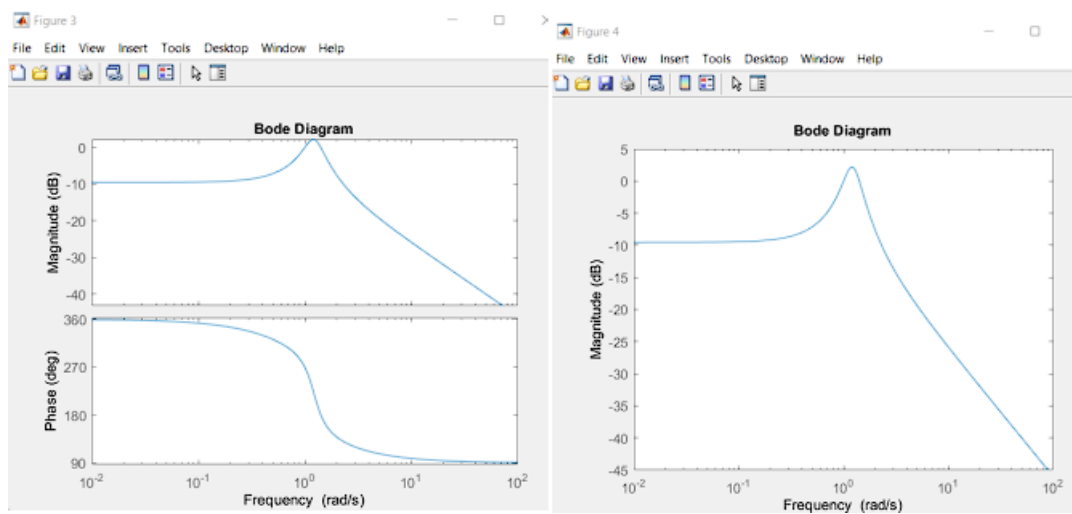 Figure 3
File Edit View Insert Tools Desktop Window Help
Bode Diagram
Magnitude (dB)
0
-10
-20
-30
-40
Phase (deg)
360
270
180
90
10-2 10-1 100 101 102
Frequency (rad/s)
Figure 4
File Edit View Insert Tools Desktop Window Help
Bode Diagram
Magnitude (dB)
5
0
-5
-10
-15
-20
-25
-30
-35
-40
-45
10-2 10-1 100 101 102
Frequency (rad/s)